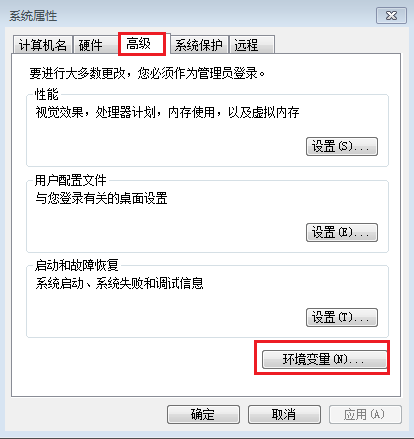 系统属性
计算机名 硬件 高级 系统保护 远程
要进行大多数更改，您必须作为管理员登录。
性能
视觉效果，处理器计划，内存使用，以及虚拟内存
设置(S)...
用户配置文件
与您登录有关的桌面设置
设置(E)...
启动和故障恢复
系统启动、系统失败和调试信息
设置(T)...
环境变量(N)...
确定 取消 应用(A)